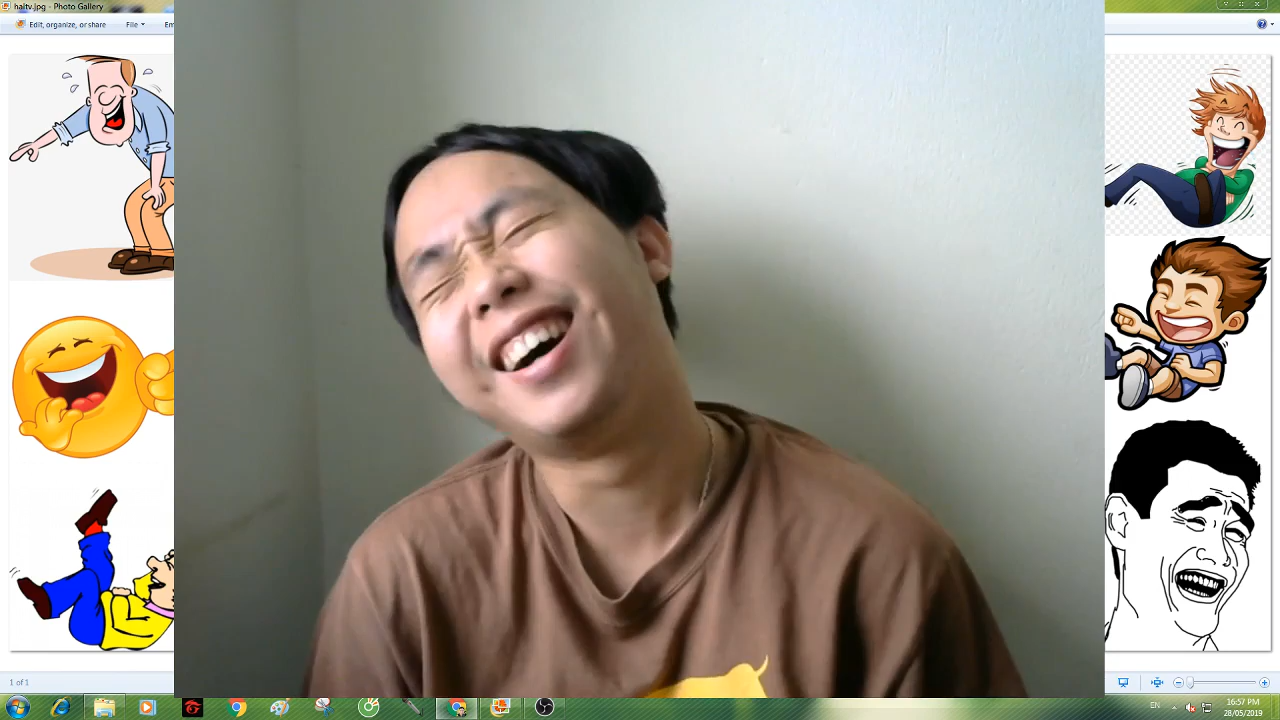 haitv.jpg - Photo Gallery
Edit, organize, or share
File
Em
1 of 1
EN
16:57 PM
28/05/2019